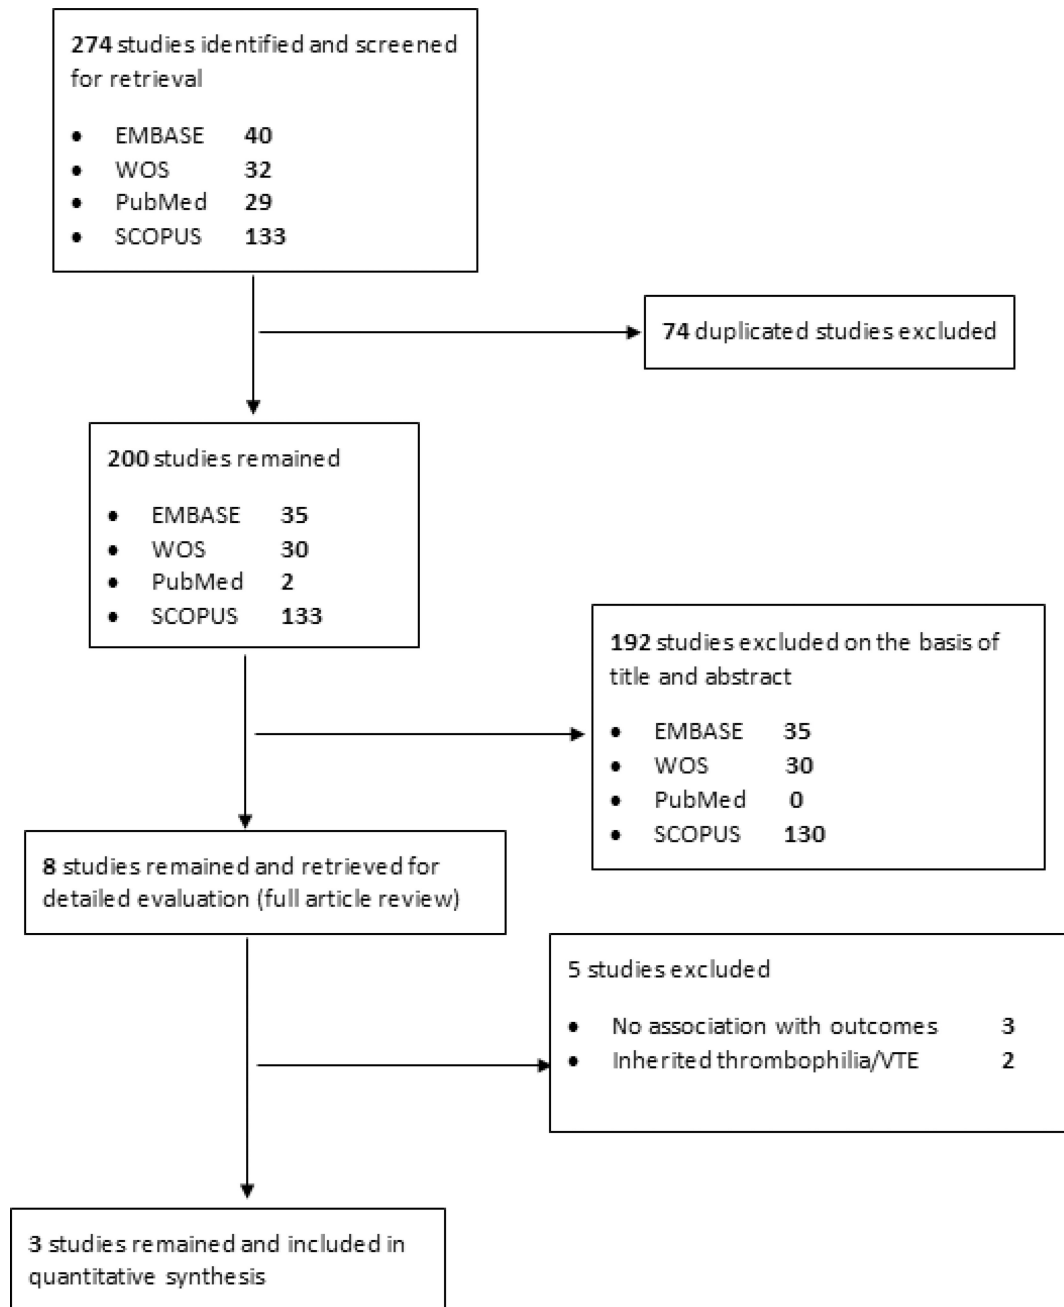 274 studies identified and screened
for retrieval
• EMBASE 40
• WOS 32
• PubMed 29
• SCOPUS 133
74 duplicated studies excluded
200 studies remained
• EMBASE 35
• WOS 30
• PubMed 2
• SCOPUS 133
192 studies excluded on the basis of
title and abstract
• EMBASE 35
• WOS 30
• PubMed 0
• SCOPUS 130
8 studies remained and retrieved for
detailed evaluation (full article review)
5 studies excluded
• No association with outcomes 3
• Inherited thrombophilia/VTE 2
3 studies remained and included in
quantitative synthesis